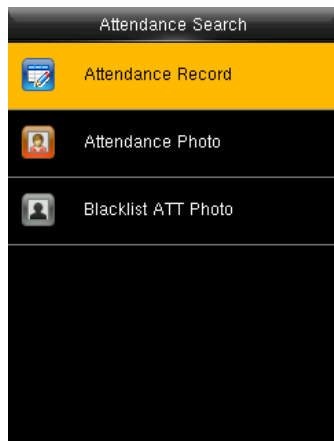 Attendance Search
Attendance Record
Attendance Photo
Blacklist ATT Photo